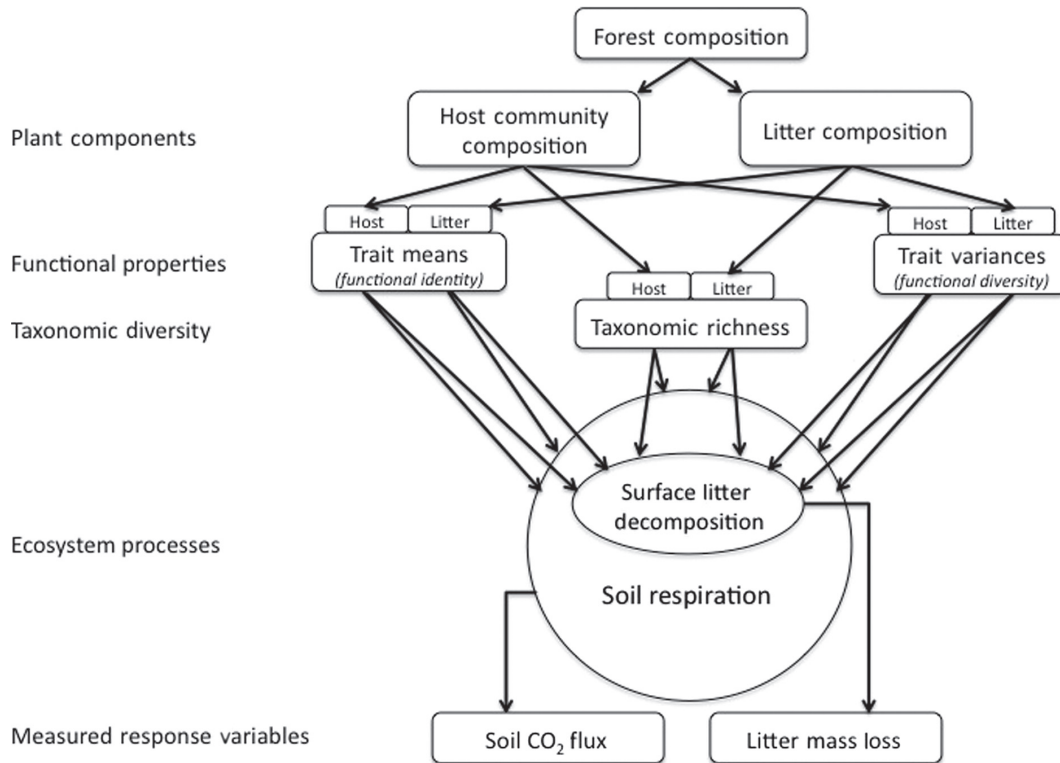 Forest composition
Plant components
Host community
composition
Litter composition
Functional properties
Host
Litter
Trait means
(functional identity)
Host
Litter
Trait variances
(functional diversity)
Taxonomic diversity
Host
Litter
Taxonomic richness
Ecosystem processes
Surface litter
decomposition
Soil respiration
Measured response variables
Soil CO₂ flux
Litter mass loss